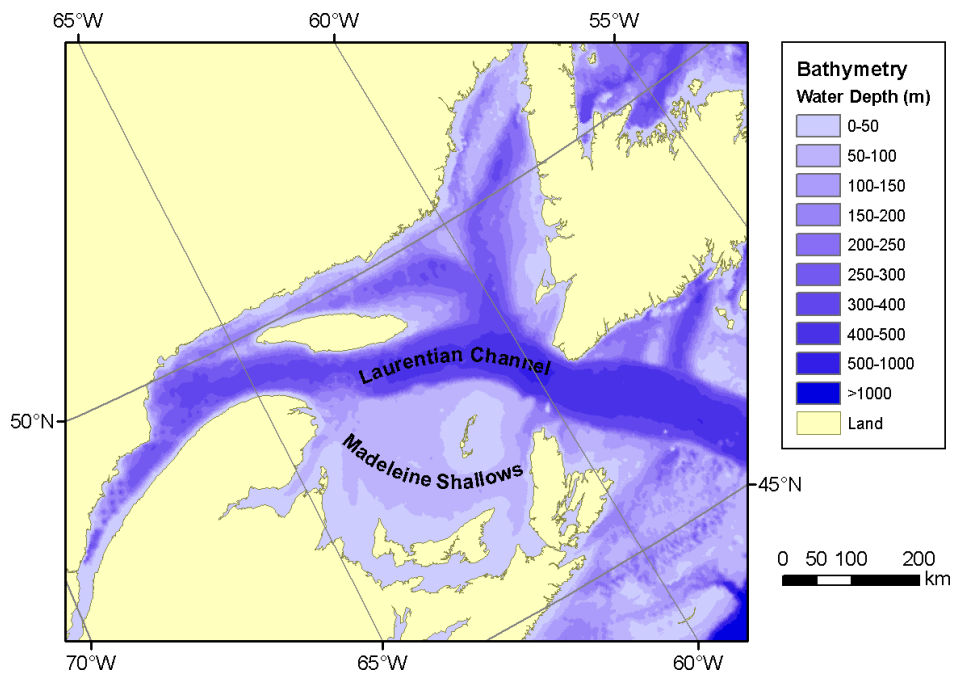 65°W
60°W
55°W
Bathymetry
Water Depth (m)
0-50
50-100
100-150
150-200
200-250
250-300
300-400
400-500
500-1000
>1000
Land
Laurentian Channel
50°N
Madeleine Shallows
45°N
0 50 100 200
km
70°W
65°W
60°W